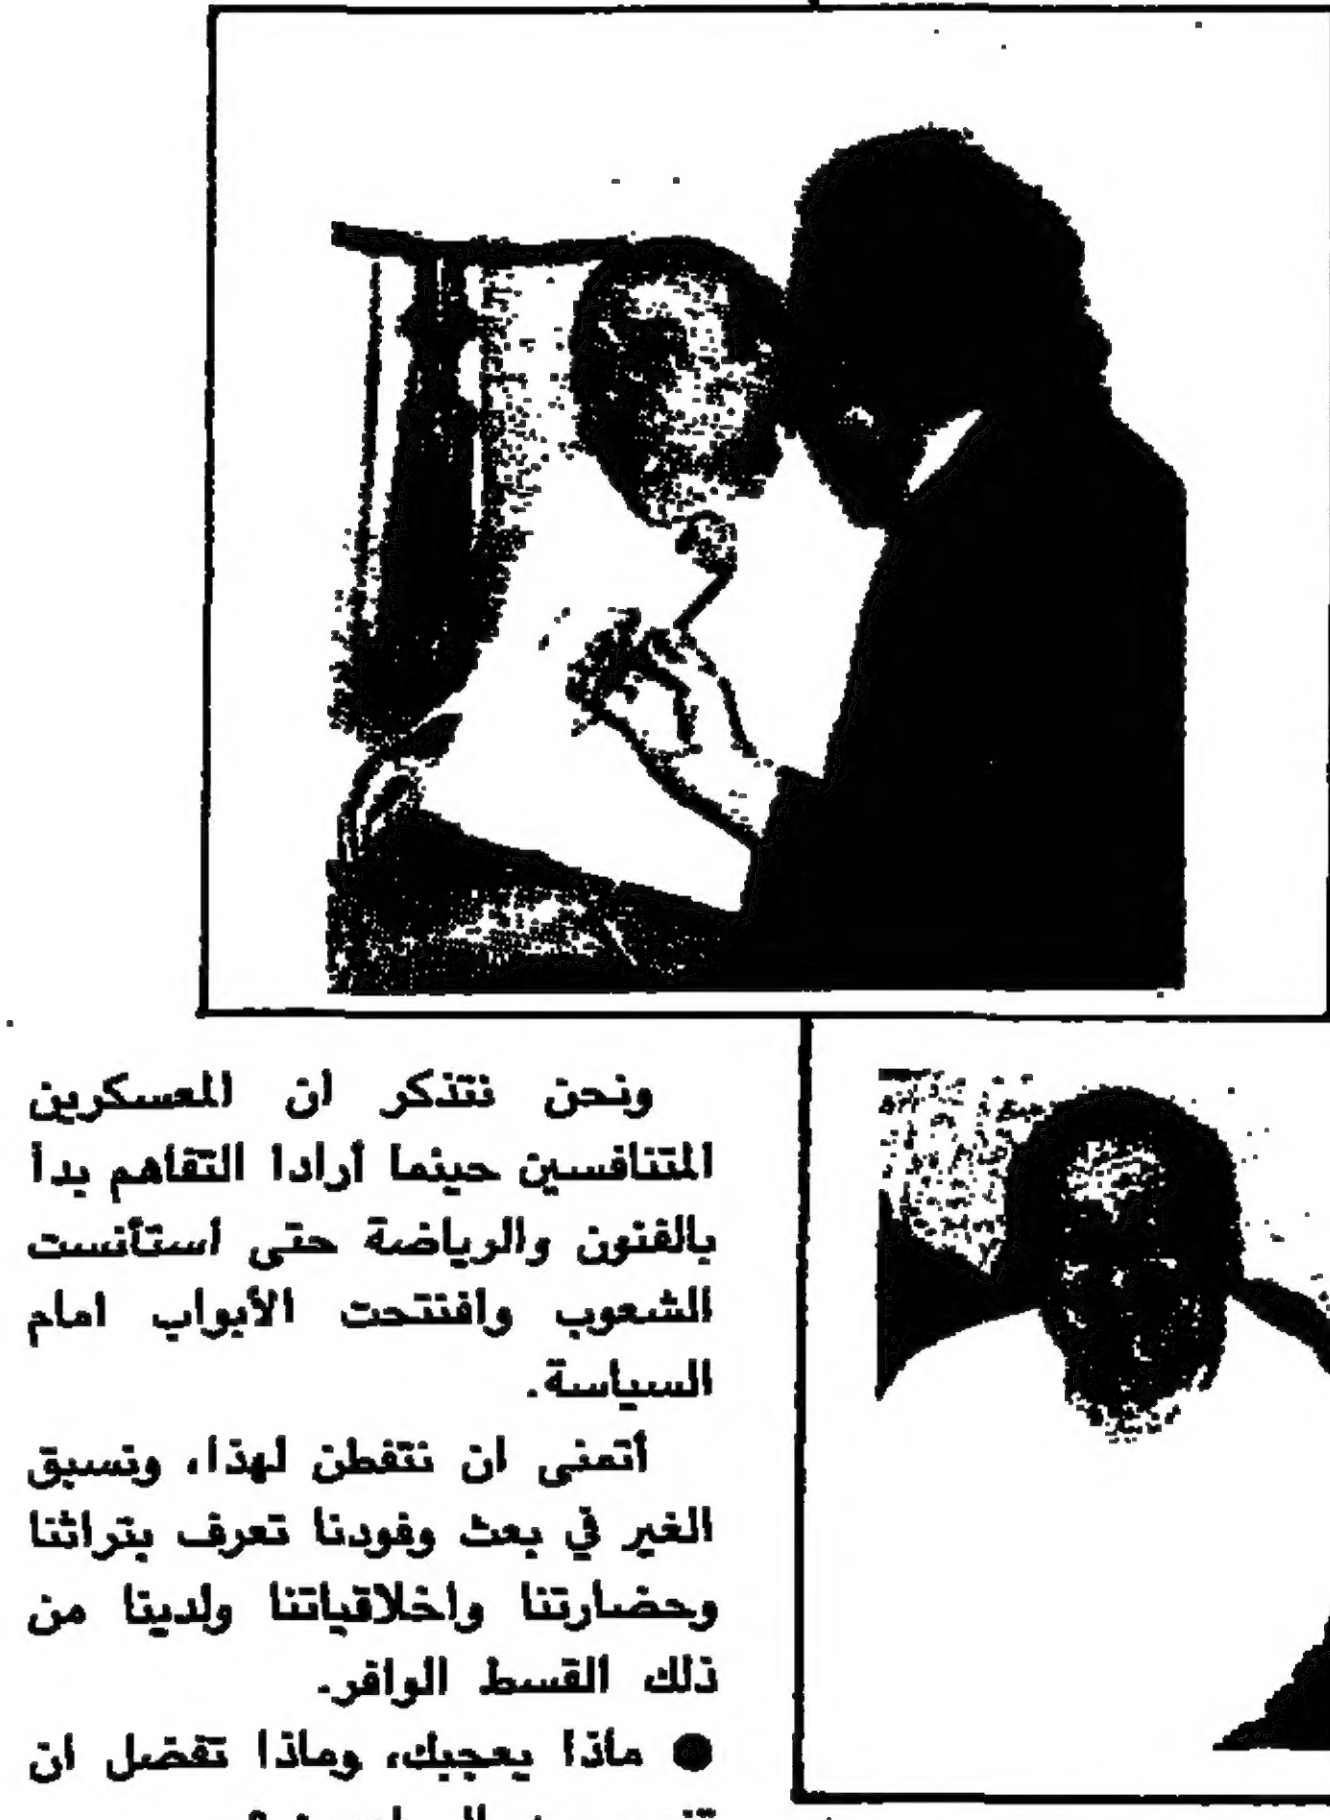 ونحن نتذكر ان المعسكرين
المتنافسين حينما أرادا التفاهم بدأ
بالفنون والرياضة حتى استأنست
الشعوب وافتتحت الأبواب امام
السياسة.
أتمنى ان نتفطن لهذا، ونسبق
الغير في بعث وفودنا تعرف بتراثنا
وحضارتنا واخلاقياتنا ولدينا من
ذلك القسط الوافر.
● ماذا يعجبك، وماذا تفضل ان